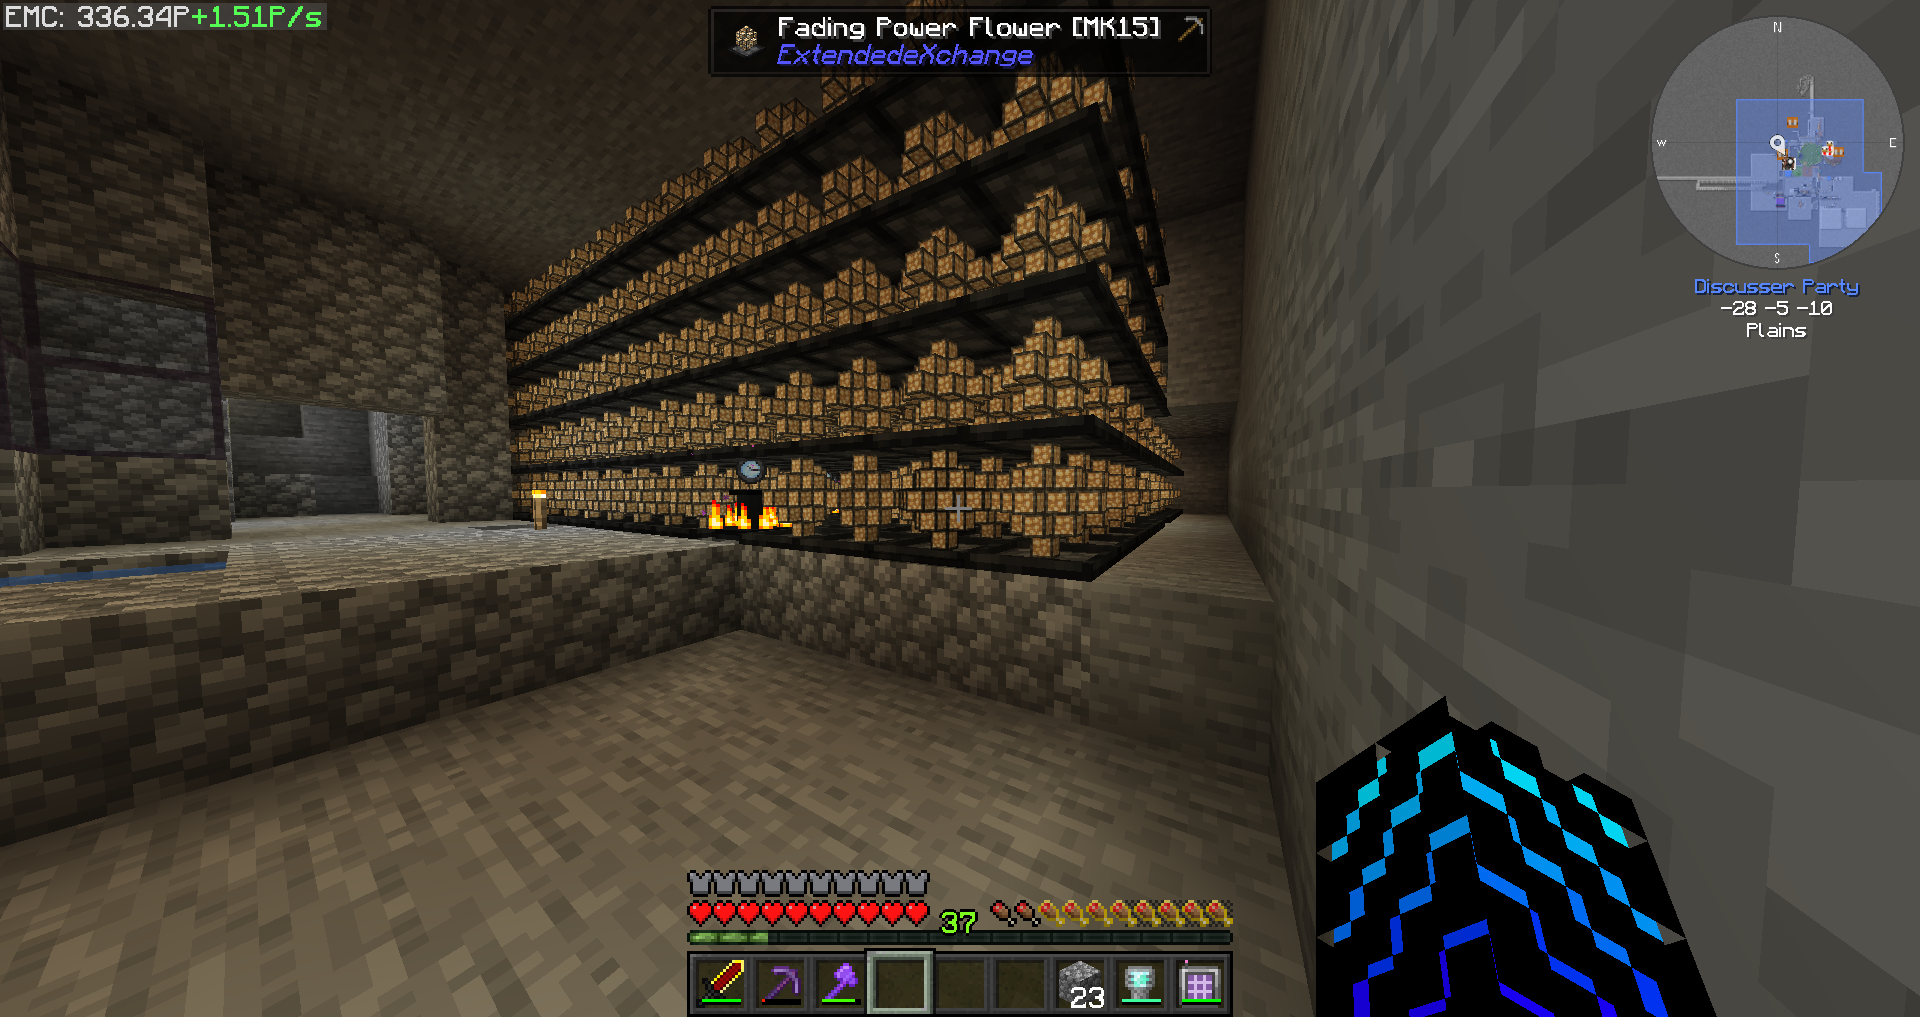 EMC: 336.34P+1.51P/s
Fading Power Flower [MK15]
ExtendedeXchange
N
W
E
S
Discusser Party
-28 -5 -10
Plains
37
23